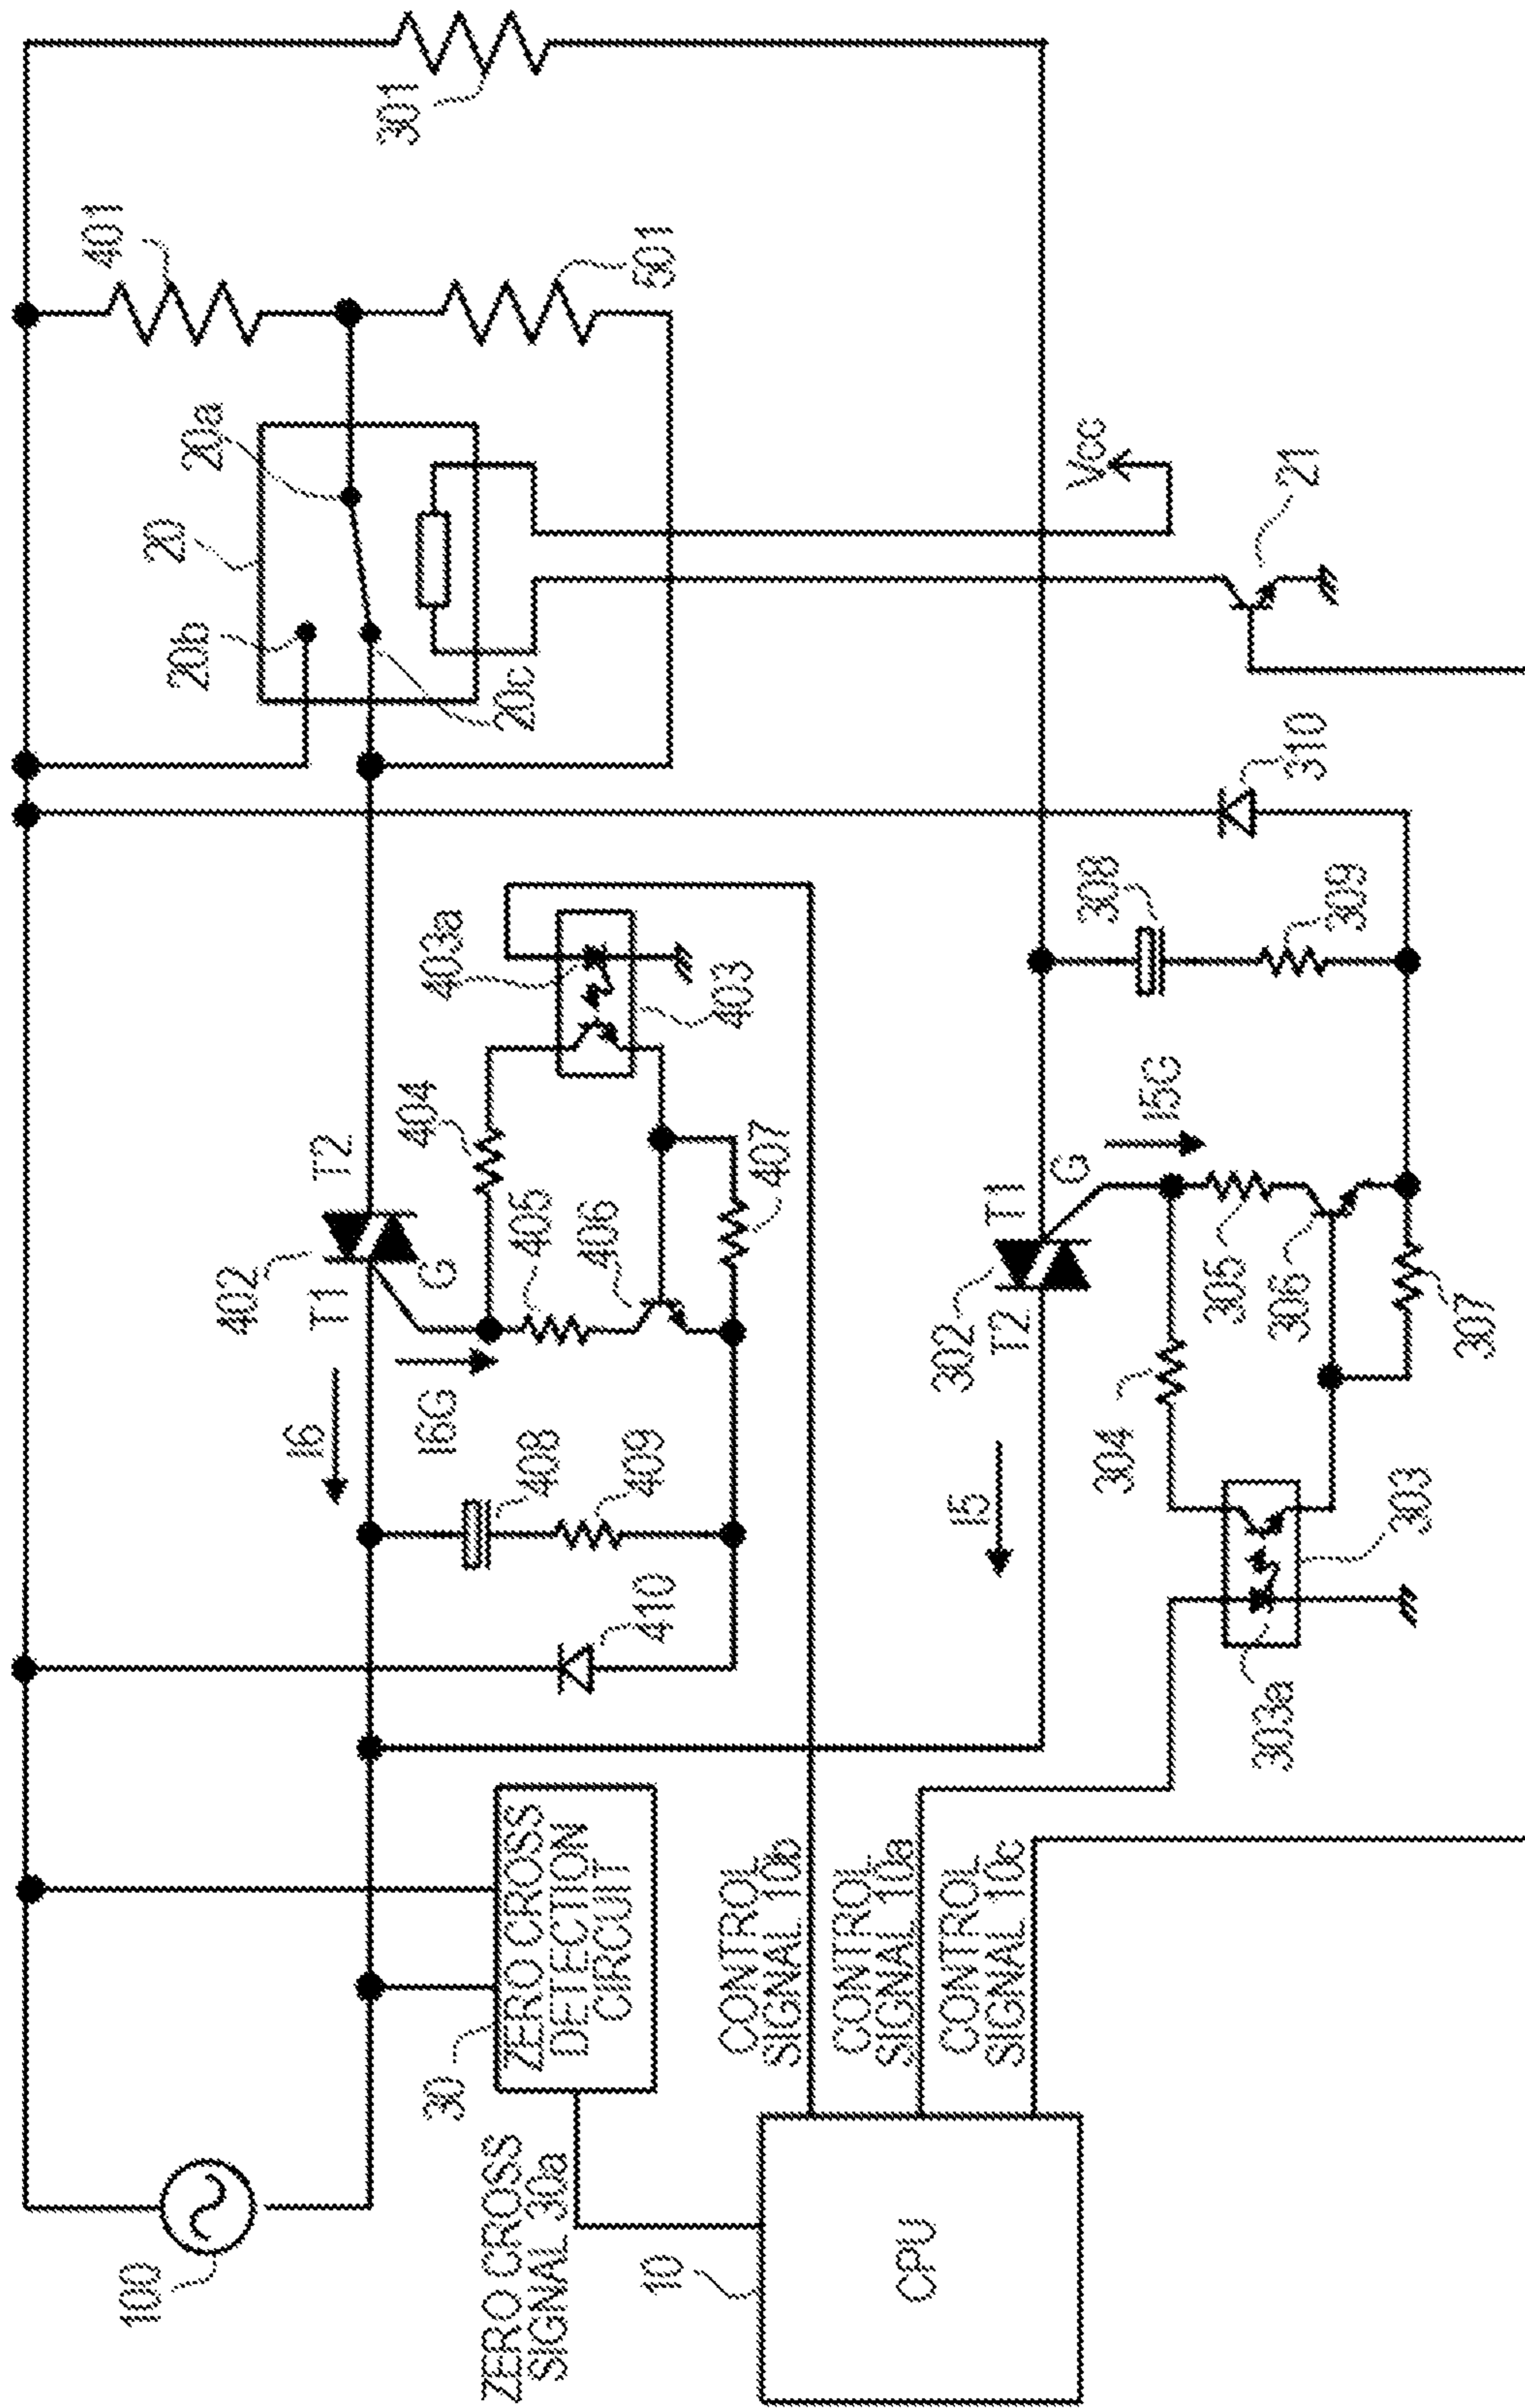 100
ZERO CROSS
SIGNAL 30a
10
CPU
30
ZERO CROSS
DETECTION
CIRCUIT
CONTROL
SIGNAL 10b
CONTROL
SIGNAL 10a
CONTROL
SIGNAL 10c
410
I6
I6G
408
409
402
T1
G
T2
404
405
406
407
403a
403
I5
302
T2
T1
G
I5G
304
305
306
307
303
303a
308
309
310
20
20a
20b
20c
401
501
301
Vcc
21